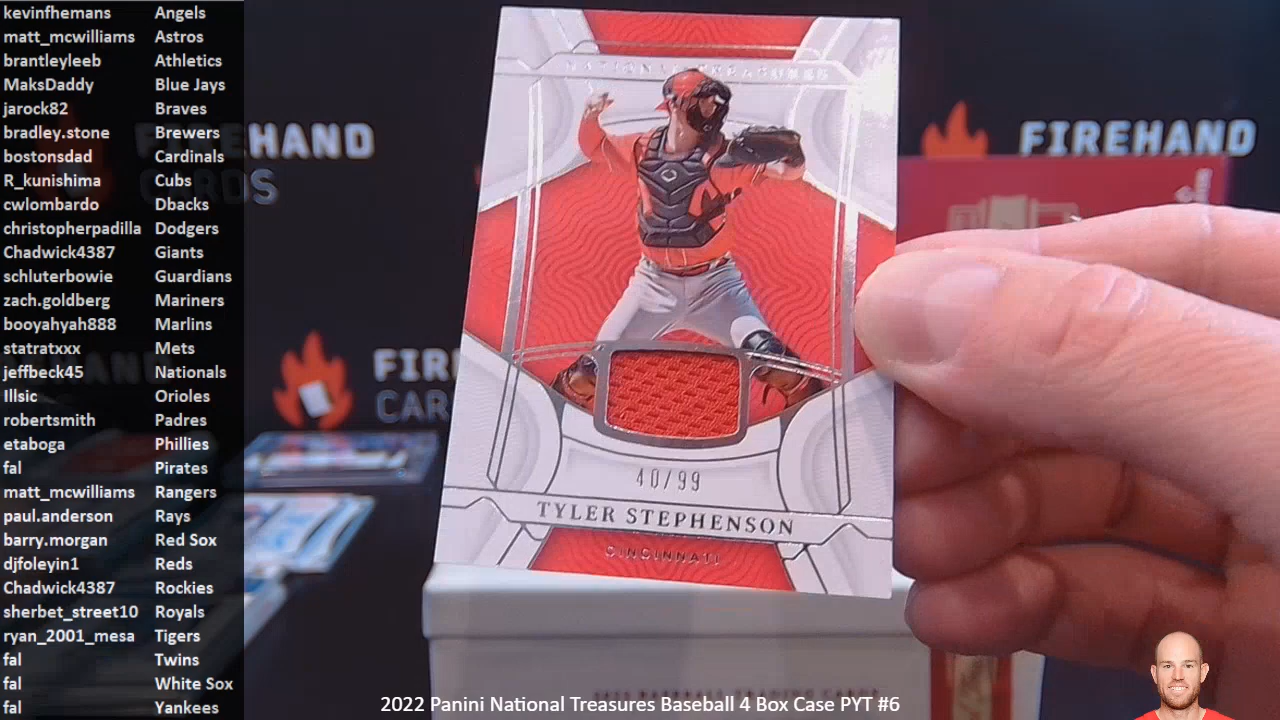 kevinfhemans Angels
matt_mcwilliams Astros
brantleyleeb Athletics
MaksDaddy Blue Jays
jarock82 Braves
bradley.stone Brewers
bostonsdad Cardinals
R_kunishima Cubs
cwlombardo Dbacks
christopherpadilla Dodgers
Chadwick4387 Giants
schluterbowie Guardians
zach.goldberg Mariners
booyahyah888 Marlins
statratxxx Mets
jeffbeck45 Nationals
Illsic Orioles
robertsmith Padres
etaboga Phillies
fal Pirates
matt_mcwilliams Rangers
paul.anderson Rays
barry.morgan Red Sox
djfoleyin1 Reds
Chadwick4387 Rockies
sherbet_street10 Royals
ryan_2001_mesa Tigers
fal Twins
fal White Sox
fal Yankees
FIREHAND
CARDS
NATIONAL TREASURES
40/99
TYLER STEPHENSON
CINCINNATI
FIREHAND
2022 Panini National Treasures Baseball 4 Box Case PYT #6